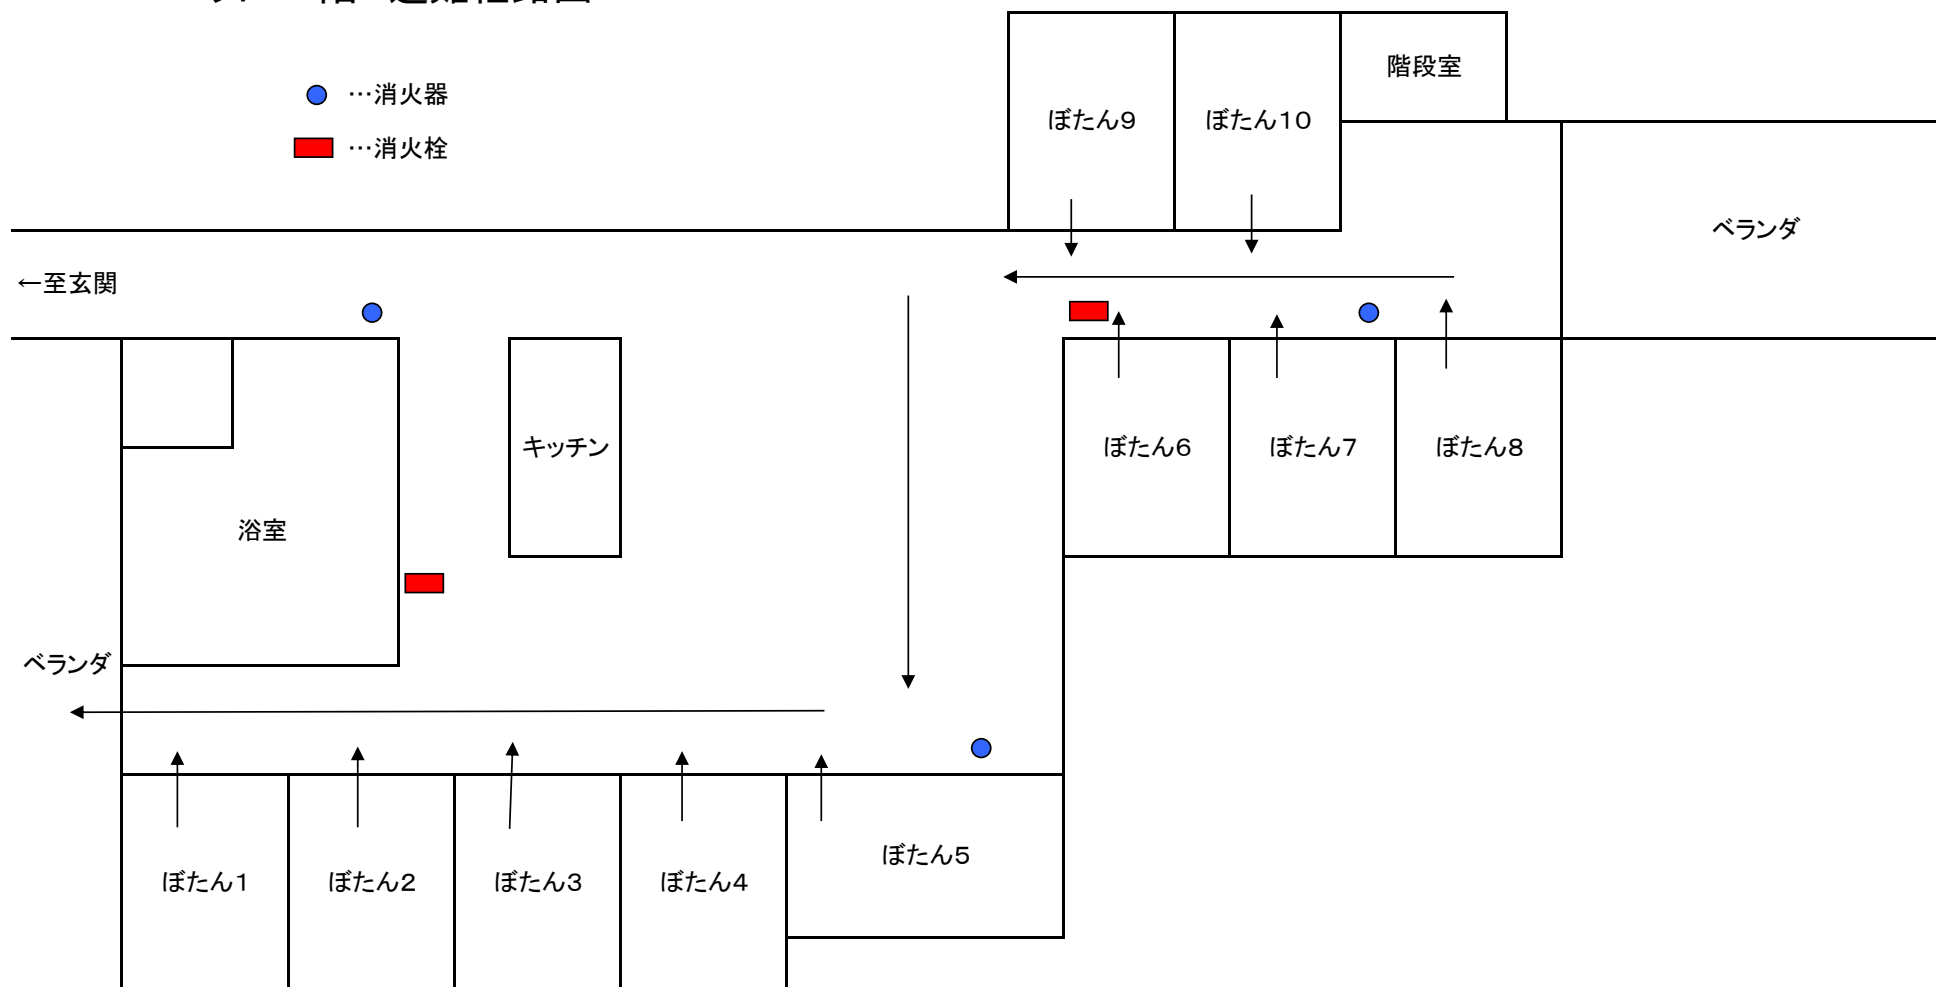 …消火器
…消火栓
階段室
ぼたん9
ぼたん10
ベランダ
←至玄関
キッチン
ぼたん6
ぼたん7
ぼたん8
浴室
ベランダ
ぼたん5
ぼたん1
ぼたん2
ぼたん3
ぼたん4